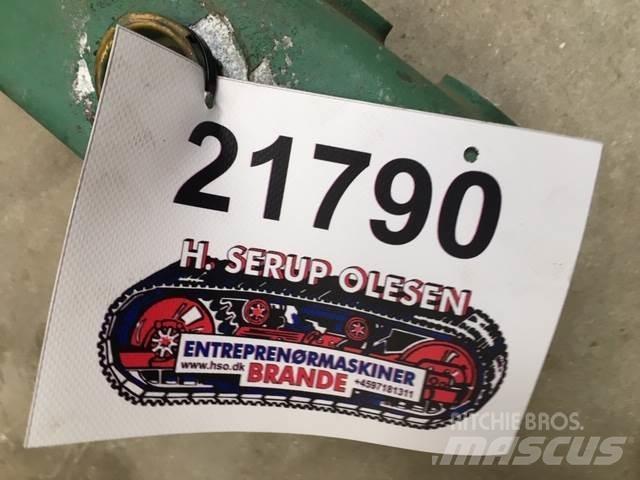 21790
H. SERUP OLESEN
ENTREPRENØRMASKINER
www.hso.dk BRANDE +4597181311
RITCHIE BROS.
MASCUS